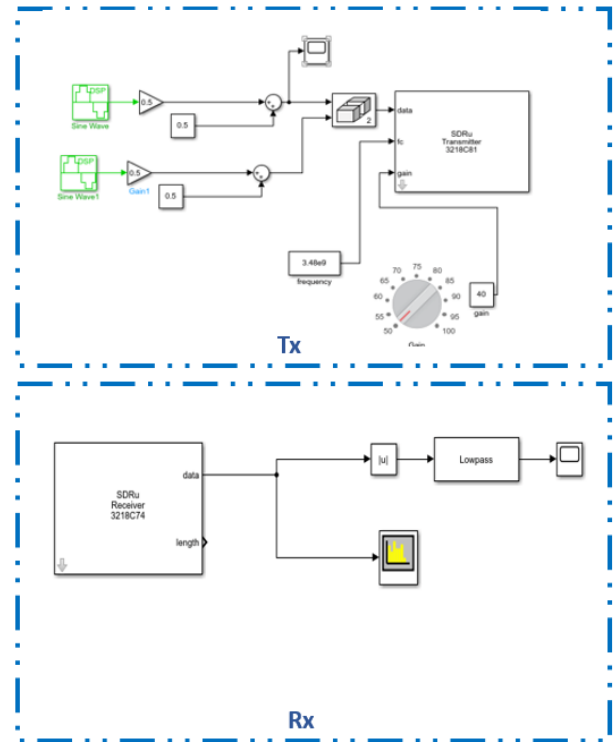 DSP
Sine Wave
0.5
0.5
2
data
fc
gain
SDRu
Transmitter
3218C81
DSP
Sine Wave1
0.5
Gain1
0.5
3.48e9
frequency
50
55
60
65
70
75
80
85
90
95
100
Gain
40
gain
Tx
SDRu
Receiver
3218C74
data
length
|u|
Lowpass
Rx